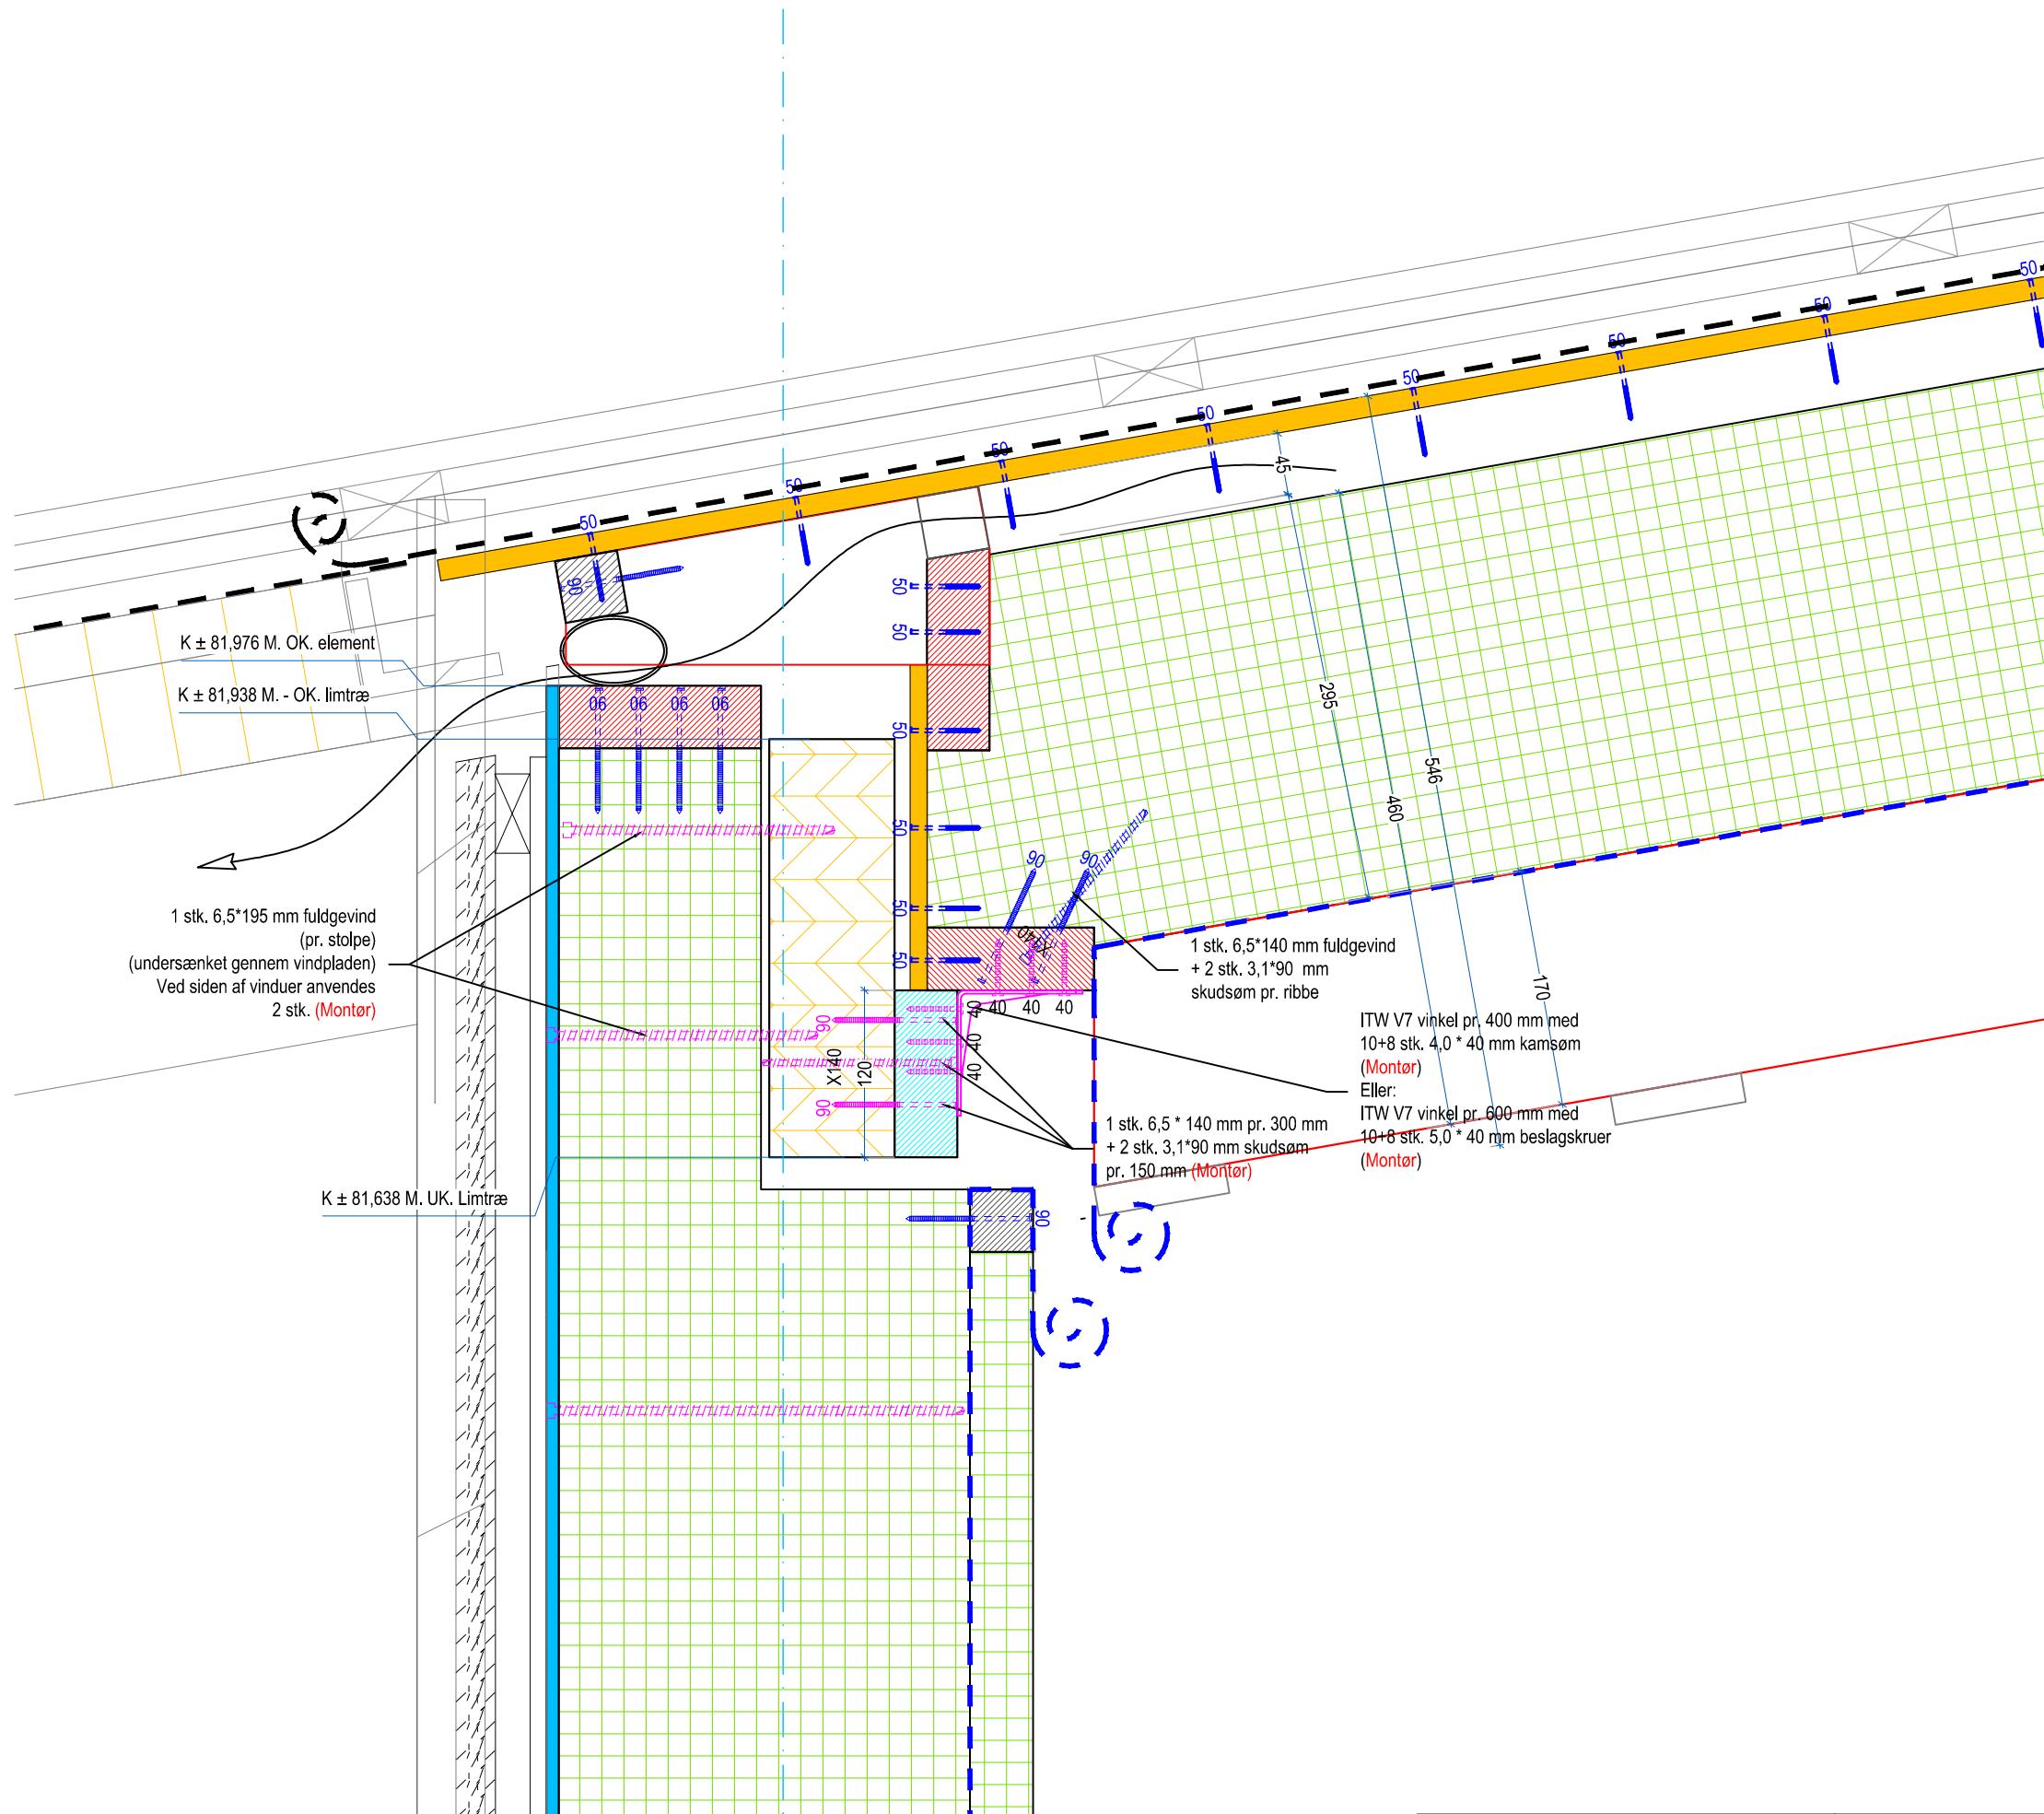 50
50
50
50
50
50
50
50
90
45
K ± 81,976 M. OK. element
K ± 81,938 M. - OK. limtræ
90
90
90
90
50
50
50
50
50
50
295
460
546
170
90
90
X140
1 stk. 6,5*195 mm fuldgevind
(pr. stolpe)
(undersænket gennem vindpladen)
Ved siden af vinduer anvendes
2 stk. (Montør)
1 stk. 6,5*140 mm fuldgevind
+ 2 stk. 3,1*90 mm
skudsøm pr. ribbe
40
40
40
40
40
40
90
90
X140
120
ITW V7 vinkel pr. 400 mm med
10+8 stk. 4,0 * 40 mm kamsøm
(Montør)
Eller:
ITW V7 vinkel pr. 600 mm med
10+8 stk. 5,0 * 40 mm beslagskruer
(Montør)
1 stk. 6,5 * 140 mm pr. 300 mm
+ 2 stk. 3,1*90 mm skudsøm
pr. 150 mm (Montør)
K ± 81,638 M. UK. Limtræ
90